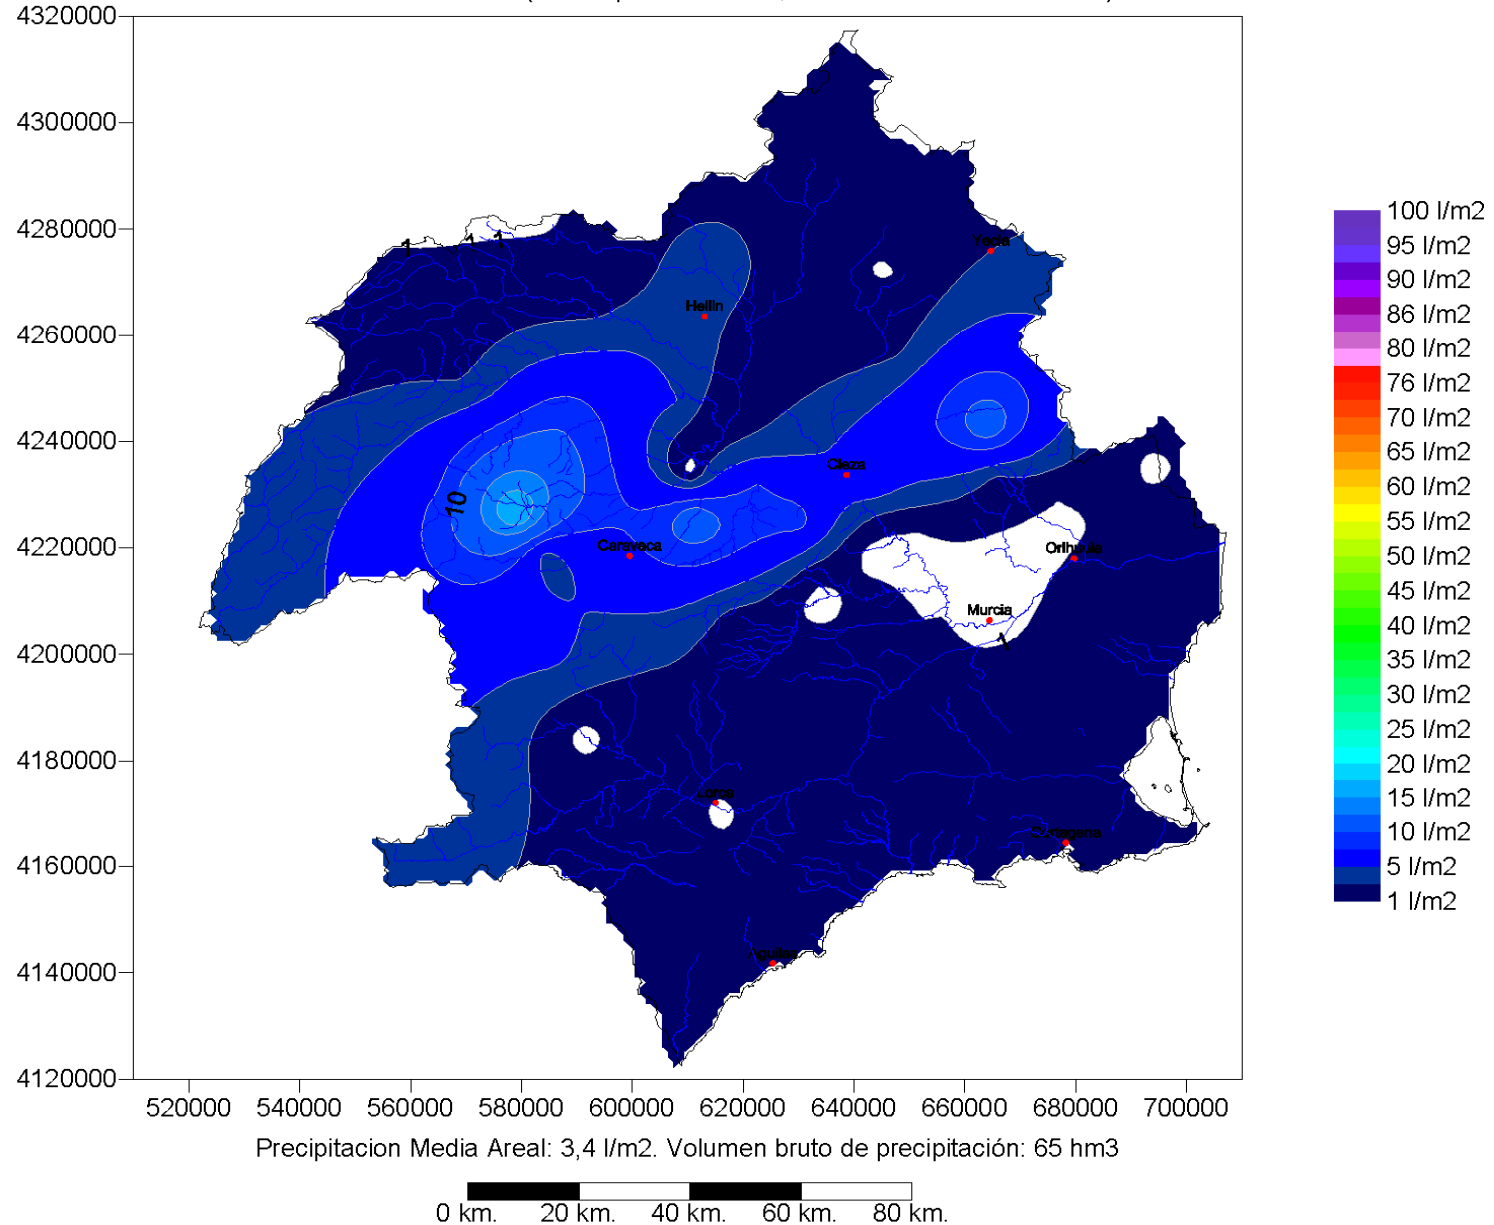 4320000
4300000
4280000
4260000
4240000
4220000
4200000
4180000
4160000
4140000
4120000
520000 540000 560000 580000 600000 620000 640000 660000 680000 700000
1 1 1
Yecla
Hellin
Cieza
10
Caravaca
Orihuela
Murcia
1
Lorca
Cartagena
Aguilas
100 l/m2
95 l/m2
90 l/m2
86 l/m2
80 l/m2
76 l/m2
70 l/m2
65 l/m2
60 l/m2
55 l/m2
50 l/m2
45 l/m2
40 l/m2
35 l/m2
30 l/m2
25 l/m2
20 l/m2
15 l/m2
10 l/m2
5 l/m2
1 l/m2
Precipitacion Media Areal: 3,4 l/m2. Volumen bruto de precipitación: 65 hm3
0 km. 20 km. 40 km. 60 km. 80 km.